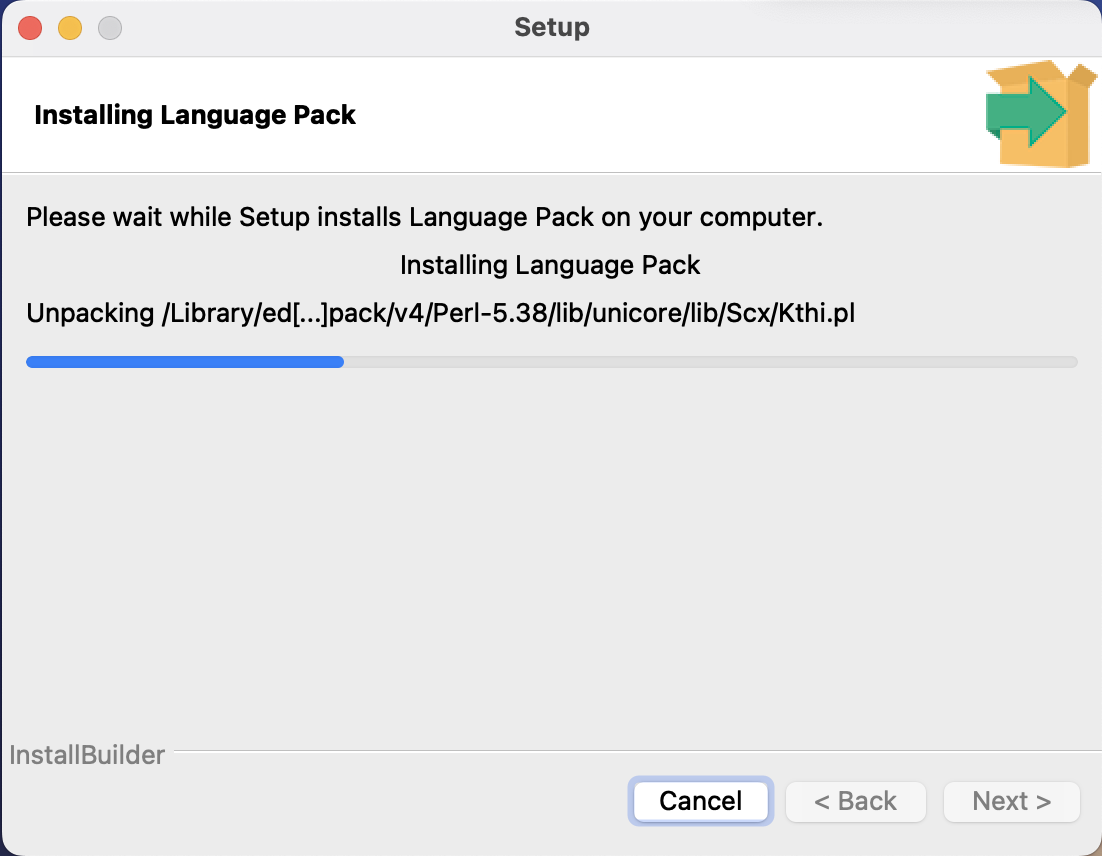 Setup
Installing Language Pack
Please wait while Setup installs Language Pack on your computer.
Installing Language Pack
Unpacking /Library/ed[...]pack/v4/Perl-5.38/lib/unicore/lib/Scx/Kthi.pl
InstallBuilder
Cancel
< Back
Next >